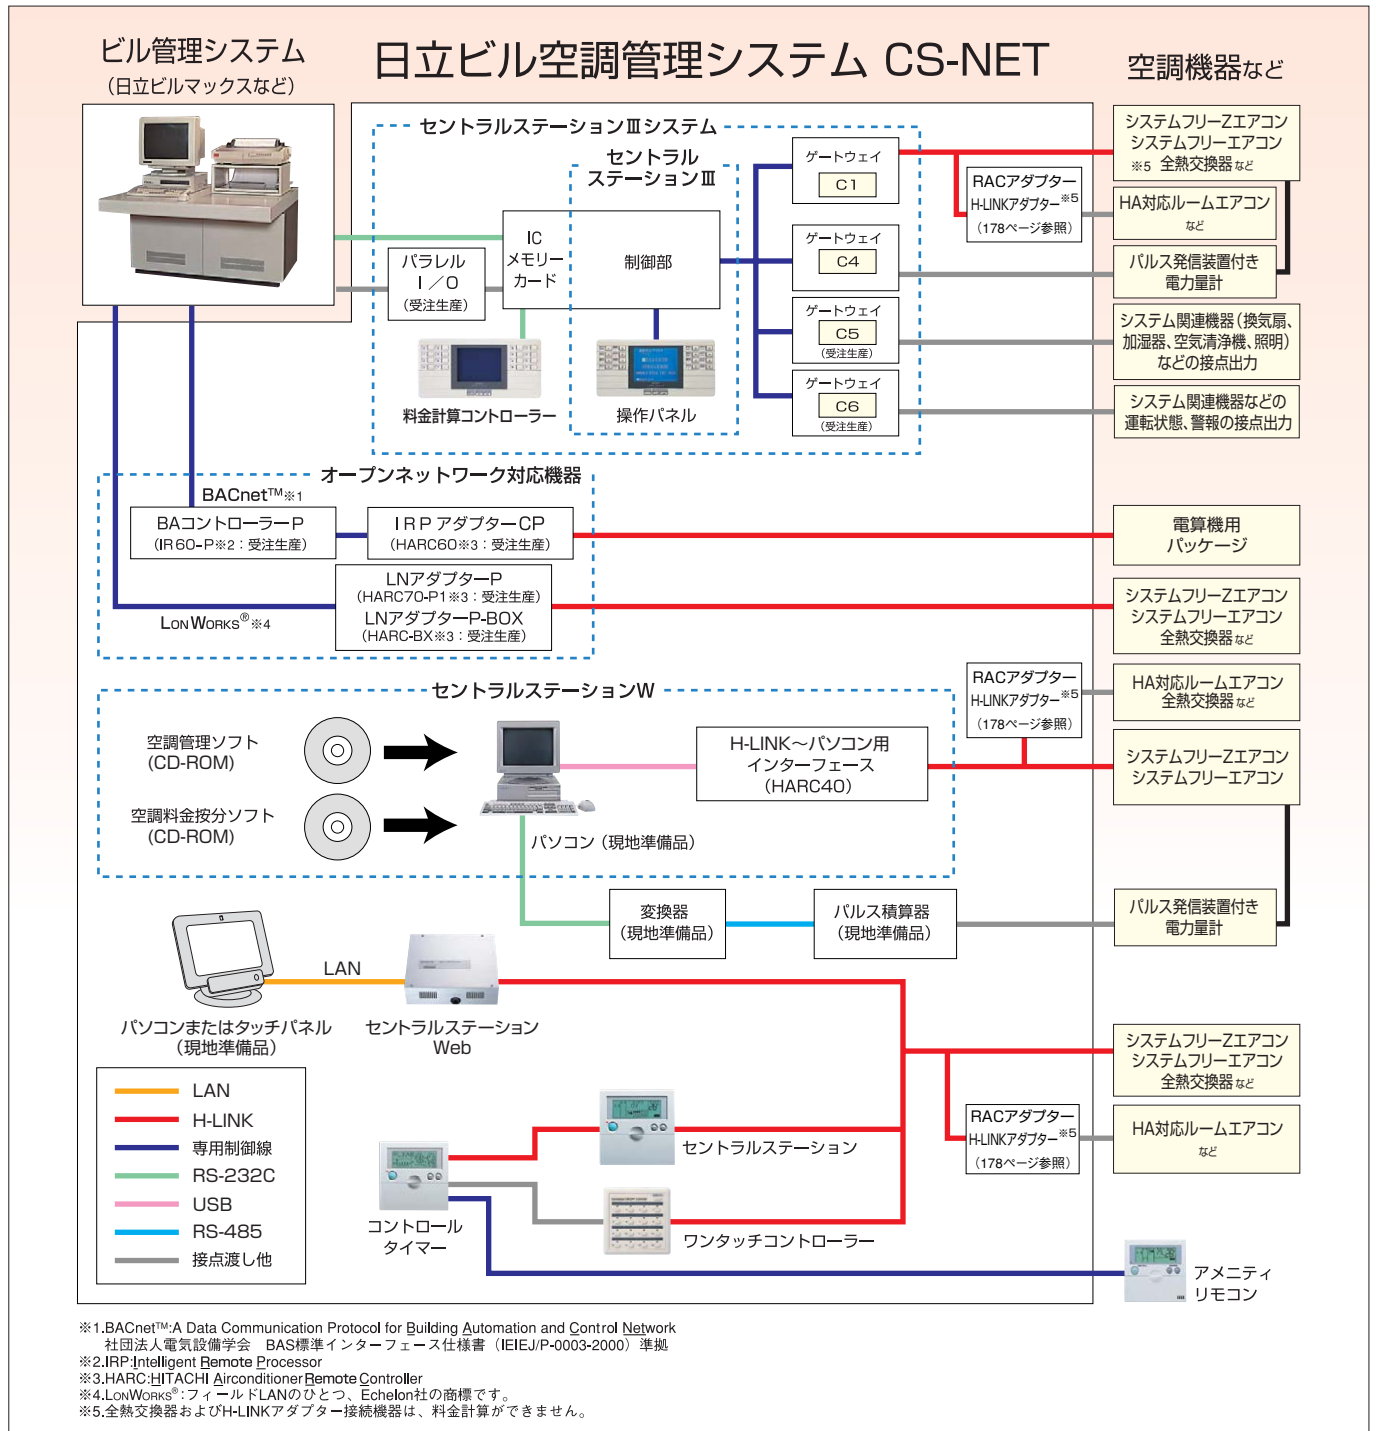 ビル管理システム
(日立ビルマックスなど)
日立ビル空調管理システム CS-NET
空調機器など
セントラルステーションⅢシステム
セントラル
ステーションⅢ
IC
メモリー
カード
制御部
パラレル
I/O
(受注生産)
料金計算コントローラー
操作パネル
ゲートウェイ
C1
ゲートウェイ
C4
ゲートウェイ
C5
(受注生産)
ゲートウェイ
C6
(受注生産)
RACアダプター
H-LINKアダプター※5
(178ページ参照)
システムフリーZエアコン
システムフリーエアコン
※5 全熱交換器など
HA対応ルームエアコン
など
パルス発信装置付き
電力量計
システム関連機器(換気扇、
加湿器、空気清浄機、照明)
などの接点出力
システム関連機器などの
運転状態、警報の接点出力
オープンネットワーク対応機器
BACnet™※1
BAコントローラーP
(IR60-P※2:受注生産)
IRPアダプターCP
(HARC60※3:受注生産)
LNアダプターP
(HARC70-P1※3:受注生産)
LNアダプターP-BOX
(HARC-BX※3:受注生産)
LONWORKS®※4
電算機用
パッケージ
システムフリーZエアコン
システムフリーエアコン
全熱交換器など
セントラルステーションW
空調管理ソフト
(CD-ROM)
空調料金按分ソフト
(CD-ROM)
パソコン(現地準備品)
H-LINK～パソコン用
インターフェース
(HARC40)
RACアダプター
H-LINKアダプター※5
(178ページ参照)
HA対応ルームエアコン
全熱交換器など
システムフリーZエアコン
システムフリーエアコン
変換器
(現地準備品)
パルス積算器
(現地準備品)
パルス発信装置付き
電力量計
LAN
パソコンまたはタッチパネル
(現地準備品)
セントラルステーション
Web
システムフリーZエアコン
システムフリーエアコン
全熱交換器など
RACアダプター
H-LINKアダプター※5
(178ページ参照)
HA対応ルームエアコン
など
LAN
H-LINK
専用制御線
RS-232C
USB
RS-485
接点渡し他
セントラルステーション
コントロール
タイマー
ワンタッチコントローラー
アメニティ
リモコン
※1.BACnet™:A Data Communication Protocol for Building Automation and Control Network
社団法人電気設備学会 BAS標準インターフェース仕様書(IEIEJ/P-0003-2000)準拠
※2.IRP:Intelligent Remote Processor
※3.HARC:HITACHI Airconditioner Remote Controller
※4.LONWORKS®:フィールドLANのひとつ、Echelon社の商標です。
※5.全熱交換器およびH-LINKアダプター接続機器は、料金計算ができません。